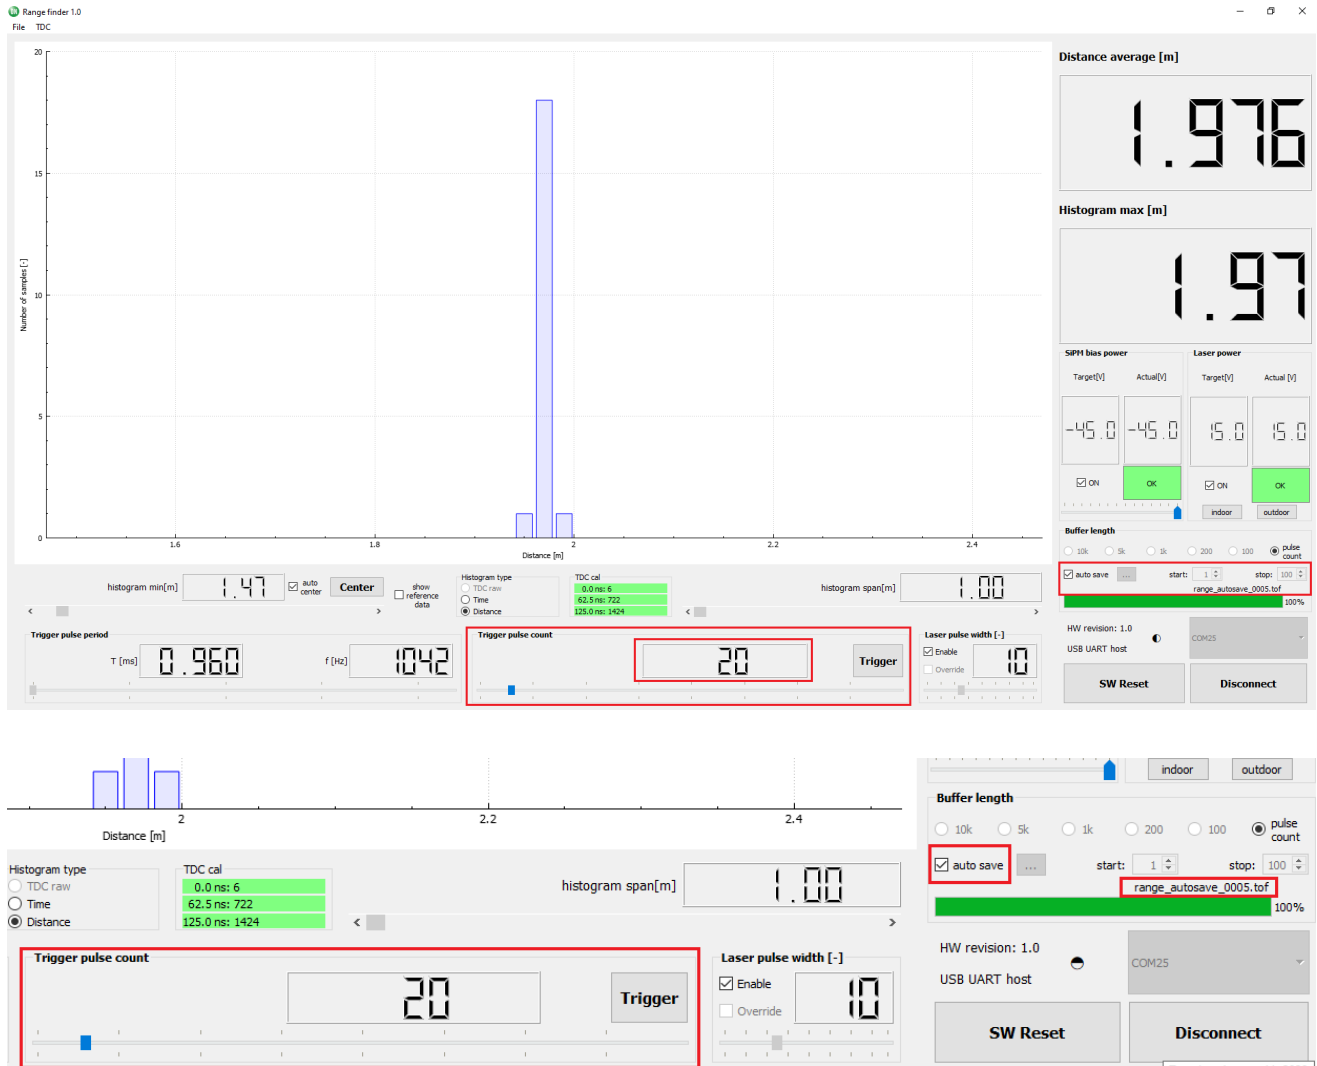 Range finder 1.0
File TDC
20
15
10
5
0
Number of samples [-]
1.6 1.8 2 2.2 2.4
Distance [m]
Distance average [m]
1.976
Histogram max [m]
1.97
SiPM bias power Laser power
Target[V] Actual[V] Target[V] Actual [V]
-45.0 -45.0 15.0 15.0
ON OK ON OK
indoor outdoor
Buffer length
10k 5k 1k 200 100 pulse count
auto save ... start: 1 stop: 100
range_autosave_0005.tof
100%
HW revision: 1.0
USB UART host
COM25
SW Reset Disconnect
histogram min[m] 1.47 auto center Center show reference data
Histogram type
TDC raw
Time
Distance
TDC cal
0.0 ns: 6
62.5 ns: 722
125.0 ns: 1424
histogram span[m] 1.00
< > < >
Trigger pulse period
T [ms] 0.960 f [Hz] 1042
Trigger pulse count
20 Trigger
Laser pulse width [-]
Enable
Override
10
2 2.2 2.4
Distance [m]
Histogram type
TDC raw
Time
Distance
TDC cal
0.0 ns: 6
62.5 ns: 722
125.0 ns: 1424
histogram span[m] 1.00
< >
Trigger pulse count
20 Trigger
Laser pulse width [-]
Enable
Override
10
indoor outdoor
Buffer length
10k 5k 1k 200 100 pulse count
auto save ... start: 1 stop: 100
range_autosave_0005.tof
100%
HW revision: 1.0
USB UART host
COM25
SW Reset Disconnect